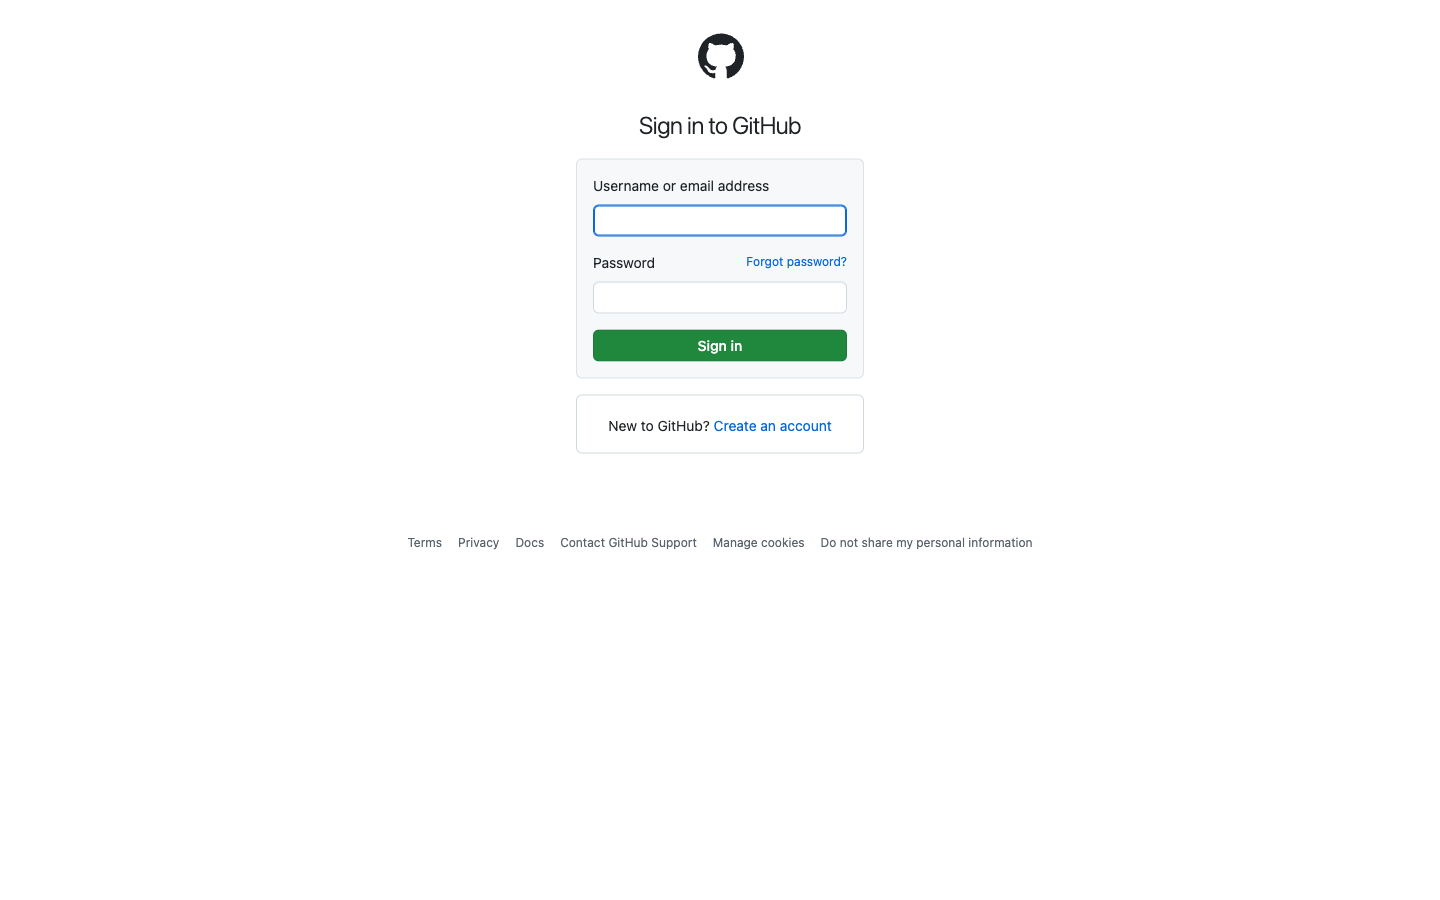 Sign in to GitHub
Username or email address
Password Forgot password?
Sign in
New to GitHub? Create an account
Terms Privacy Docs Contact GitHub Support Manage cookies Do not share my personal information